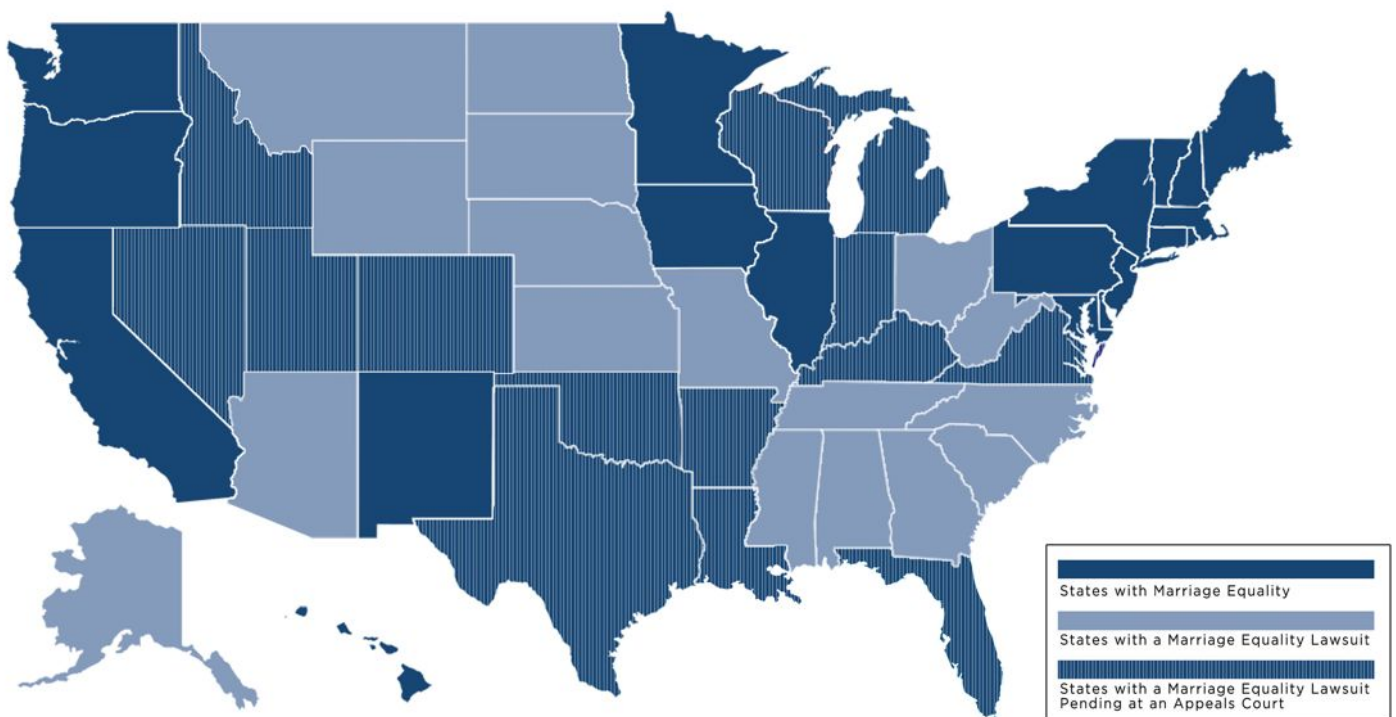 States with Marriage Equality
States with a Marriage Equality Lawsuit
States with a Marriage Equality Lawsuit
Pending at an Appeals Court